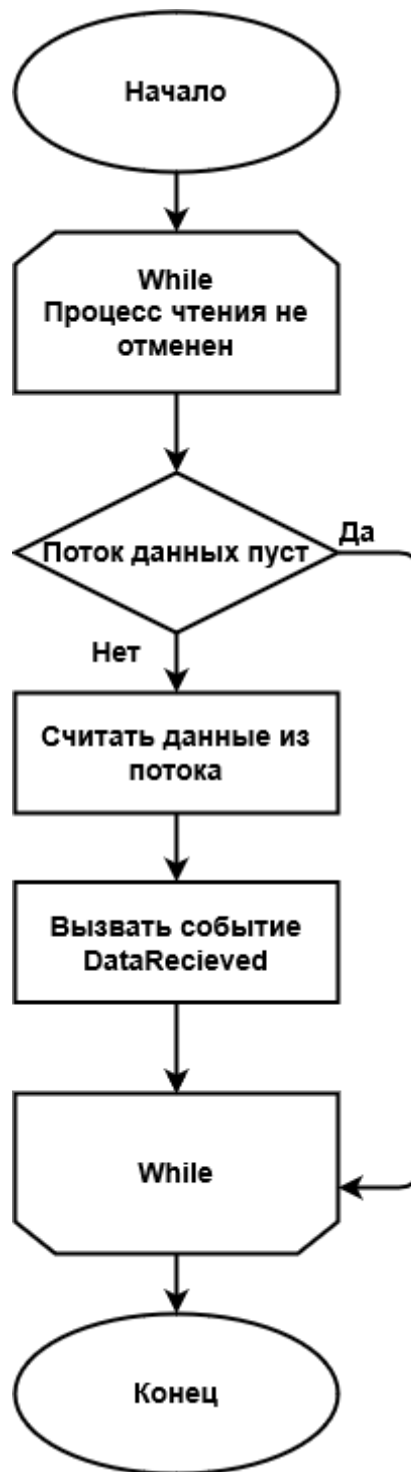 Начало
While
Процесс чтения не
отменен
Поток данных пуст
Да
Нет
Считать данные из
потока
Вызвать событие
DataRecieved
While
Конец